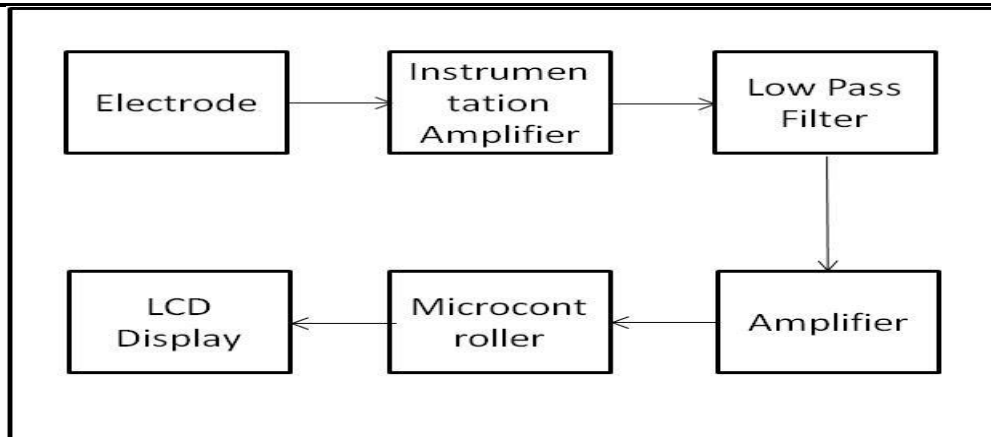 Electrode
Instrumen
tation
Amplifier
Low Pass
Filter
LCD
Display
Microcont
roller
Amplifier